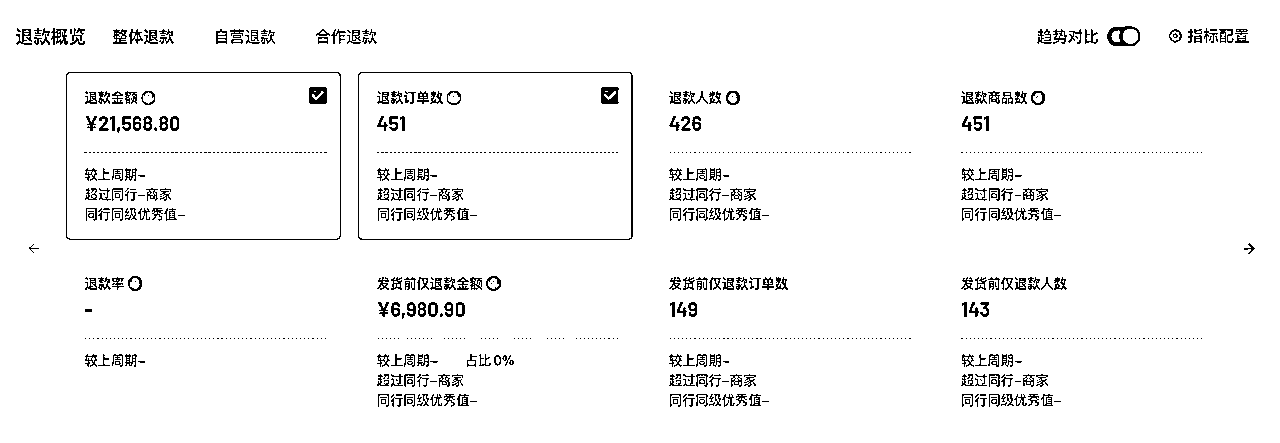 退款概览 整体退款 自营退款 合作退款 趋势对比 指标配置
退款金额 退款订单数 退款人数 退款商品数
¥21,568.80 451 426 451
较上周期- 较上周期- 较上周期- 较上周期-
超过同行-商家 超过同行-商家 超过同行-商家 超过同行-商家
同行同级优秀值- 同行同级优秀值- 同行同级优秀值- 同行同级优秀值-
退款率 发货前仅退款金额 发货前仅退款订单数 发货前仅退款人数
- ¥6,980.90 149 143
较上周期- 较上周期- 占比0% 较上周期- 较上周期-
超过同行-商家 超过同行-商家 超过同行-商家
同行同级优秀值- 同行同级优秀值- 同行同级优秀值-